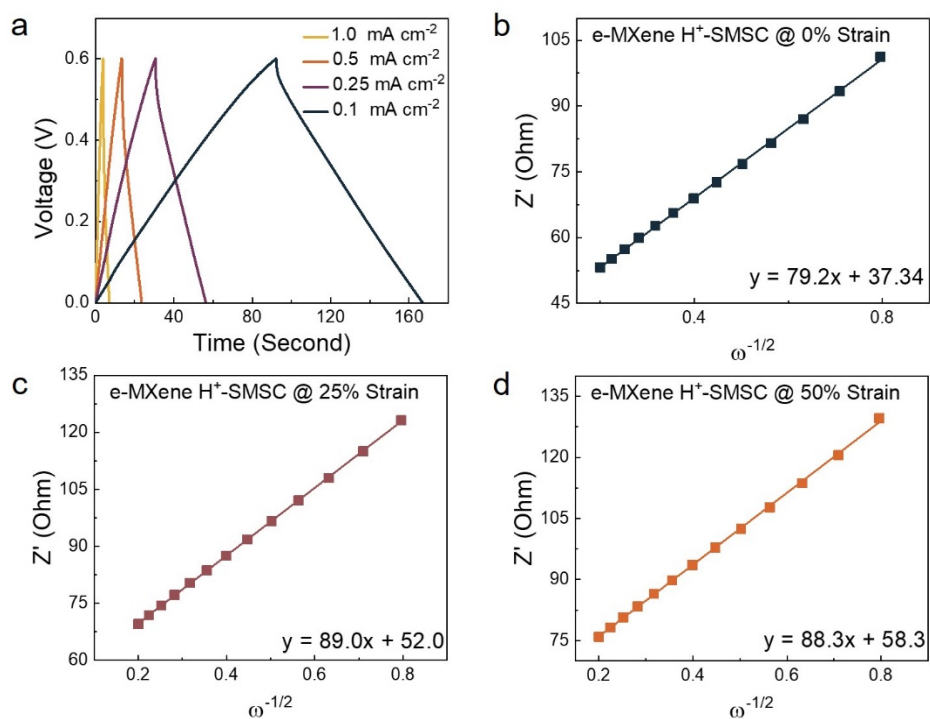 a
1.0 mA cm⁻²
0.5 mA cm⁻²
0.25 mA cm⁻²
0.1 mA cm⁻²
Voltage (V)
0.6
0.4
0.2
0.0
0 40 80 120 160
Time (Second)
b
e-MXene H⁺-SMSC @ 0% Strain
Z' (Ohm)
105
90
75
60
45
y = 79.2x + 37.34
0.4 0.6 0.8
ω⁻¹/²
c
e-MXene H⁺-SMSC @ 25% Strain
Z' (Ohm)
135
120
105
90
75
60
y = 89.0x + 52.0
0.2 0.4 0.6 0.8
ω⁻¹/²
d
e-MXene H⁺-SMSC @ 50% Strain
Z' (Ohm)
135
120
105
90
75
y = 88.3x + 58.3
0.2 0.4 0.6 0.8
ω⁻¹/²